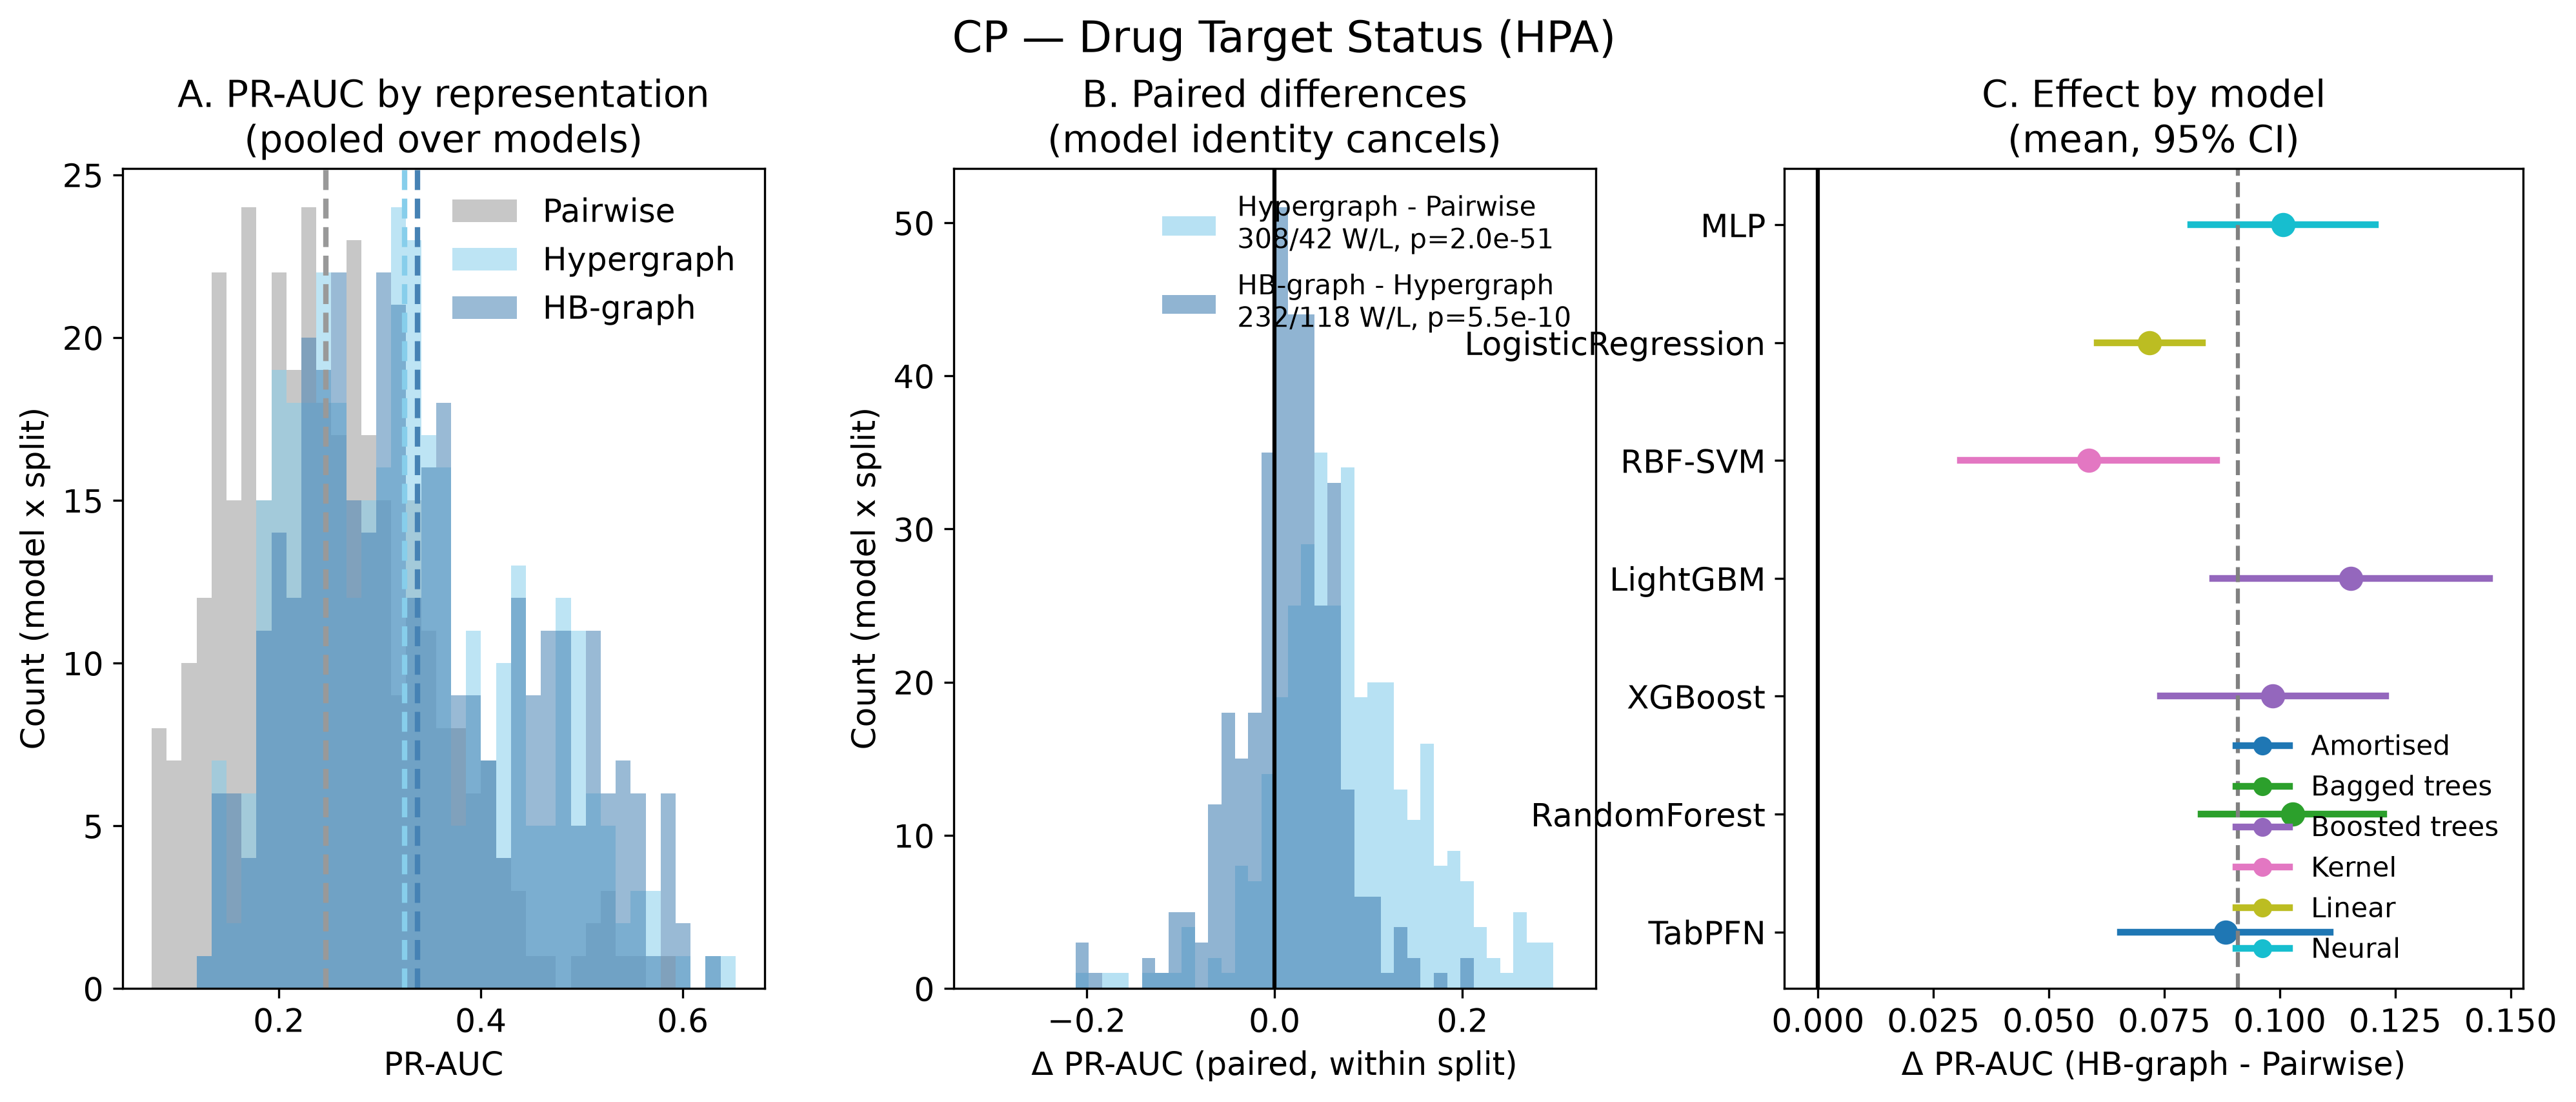 CP — Drug Target Status (HPA)
A. PR-AUC by representation
(pooled over models)
25
20
15
10
5
0
Count (model x split)
0.2
0.4
0.6
PR-AUC
Pairwise
Hypergraph
HB-graph
B. Paired differences
(model identity cancels)
50
40
30
20
10
0
Count (model x split)
−0.2
0.0
0.2
Δ PR-AUC (paired, within split)
Hypergraph - Pairwise
308/42 W/L, p=2.0e-51
HB-graph - Hypergraph
232/118 W/L, p=5.5e-10
C. Effect by model
(mean, 95% CI)
MLP
LogisticRegression
RBF-SVM
LightGBM
XGBoost
RandomForest
TabPFN
Amortised
Bagged trees
Boosted trees
Kernel
Linear
Neural
0.000
0.025
0.050
0.075
0.100
0.125
0.150
Δ PR-AUC (HB-graph - Pairwise)